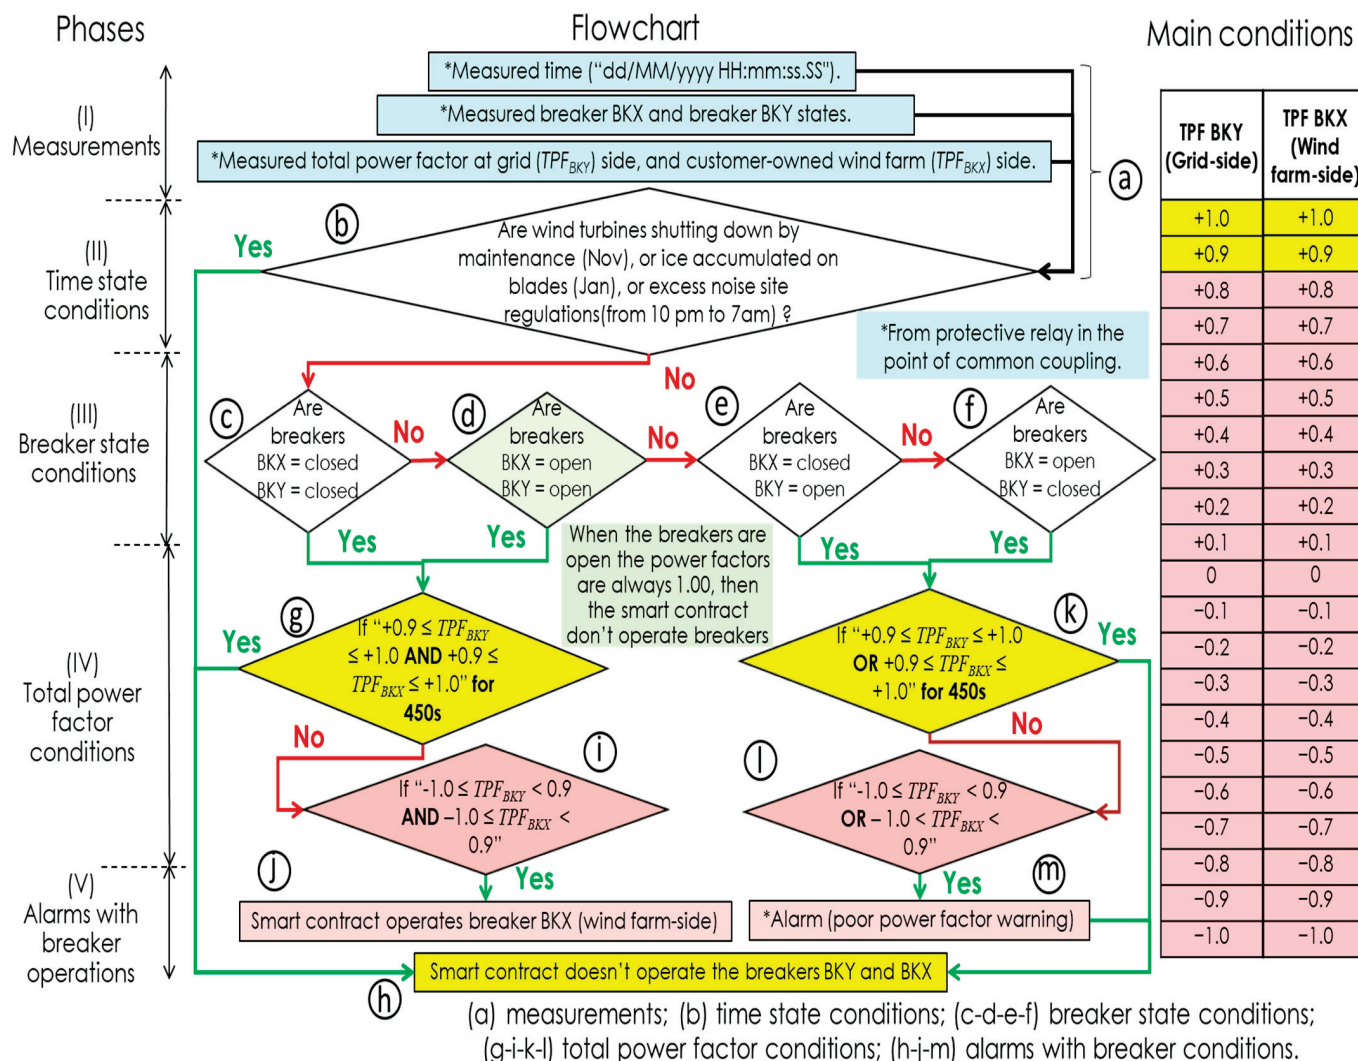 Phases
Flowchart
Main conditions
*Measured time (“dd/MM/yyyy HH:mm:ss.SS").
*Measured breaker BKX and breaker BKY states.
*Measured total power factor at grid (TPF_BKY) side, and customer-owned wind farm (TPF_BKX) side.
(I)
Measurements
a
(II)
Time state
conditions
b
Yes
Are wind turbines shutting down by
maintenance (Nov), or ice accumulated on
blades (Jan), or excess noise site
regulations(from 10 pm to 7am) ?
No
*From protective relay in the
point of common coupling.
(III)
Breaker state
conditions
c
Are
breakers
BKX = closed
BKY = closed
No
d
Are
breakers
BKX = open
BKY = open
No
e
Are
breakers
BKX = closed
BKY = open
No
f
Are
breakers
BKX = open
BKY = closed
Yes
Yes
Yes
Yes
When the breakers are
open the power factors
are always 1.00, then
the smart contract
don’t operate breakers
(IV)
Total power
factor
conditions
g
Yes
If “+0.9 ≤ TPF_BKY
≤ +1.0 AND +0.9 ≤
TPF_BKX ≤ +1.0” for
450s
No
k
Yes
If “+0.9 ≤ TPF_BKY ≤ +1.0
OR +0.9 ≤ TPF_BKX ≤
+1.0” for 450s
No
i
If “-1.0 ≤ TPF_BKY < 0.9
AND −1.0 ≤ TPF_BKX <
0.9”
Yes
l
If “-1.0 ≤ TPF_BKY < 0.9
OR − 1.0 < TPF_BKX <
0.9”
Yes
(V)
Alarms with
breaker
operations
j
Smart contract operates breaker BKX (wind farm-side)
m
*Alarm (poor power factor warning)
h
Smart contract doesn’t operate the breakers BKY and BKX
TPF BKY
(Grid-side)
TPF BKX
(Wind
farm-side)
+1.0 +1.0
+0.9 +0.9
+0.8 +0.8
+0.7 +0.7
+0.6 +0.6
+0.5 +0.5
+0.4 +0.4
+0.3 +0.3
+0.2 +0.2
+0.1 +0.1
0 0
−0.1 −0.1
−0.2 −0.2
−0.3 −0.3
−0.4 −0.4
−0.5 −0.5
−0.6 −0.6
−0.7 −0.7
−0.8 −0.8
−0.9 −0.9
−1.0 −1.0
(a) measurements; (b) time state conditions; (c-d-e-f) breaker state conditions;
(g-i-k-l) total power factor conditions; (h-j-m) alarms with breaker conditions.